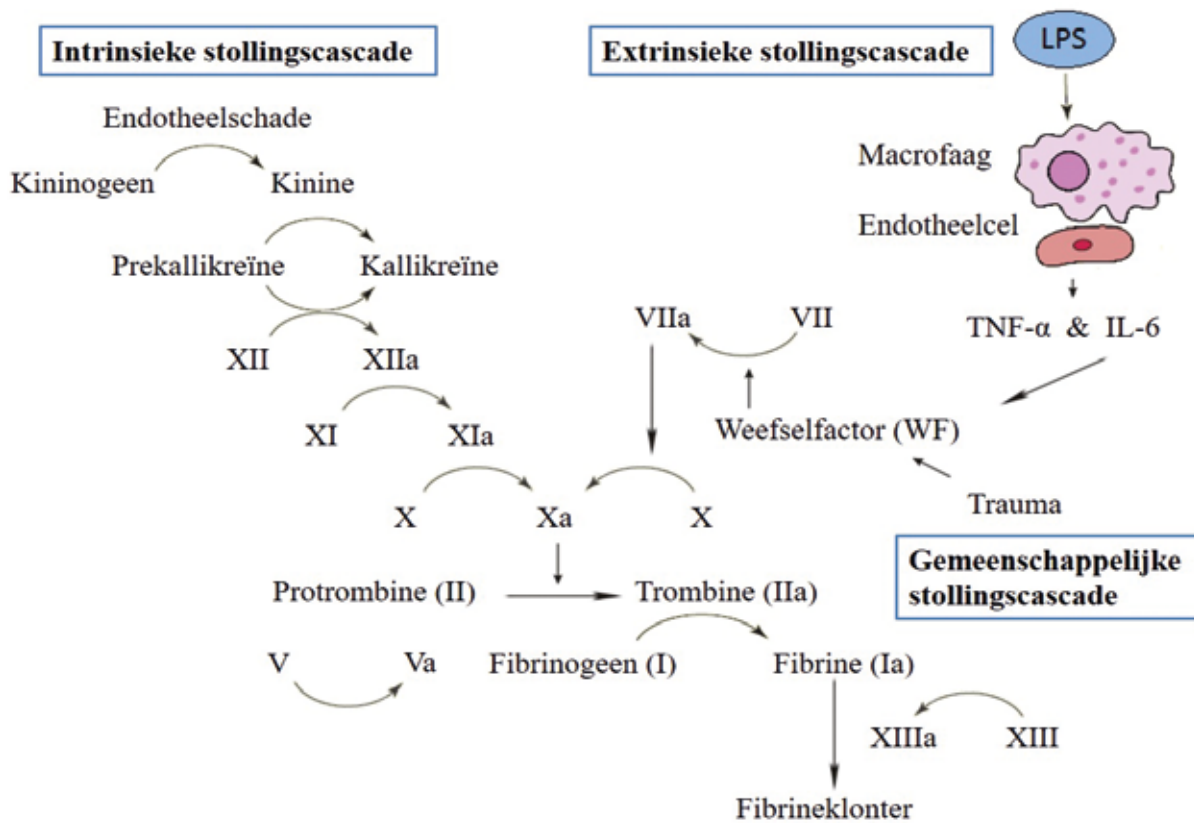 Intrinsieke stollingscascade
Extrinsieke stollingscascade
LPS
Endotheelschade
Macrofaag
Kininogeen
Kinine
Endotheelcel
Prekallikreïne
Kallikreïne
VIIa
VII
TNF-α & IL-6
XII
XIIa
XI
XIa
Weefselfactor (WF)
Trauma
X
Xa
X
Gemeenschappelijke
stollingscascade
Protrombine (II)
Trombine (IIa)
V
Va
Fibrinogeen (I)
Fibrine (Ia)
XIIIa
XIII
Fibrineklonter